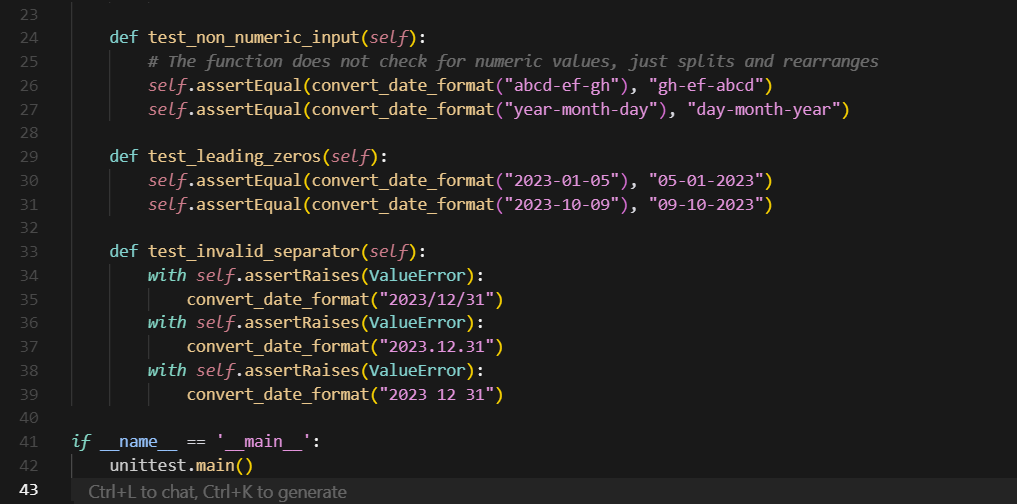 23
24 def test_non_numeric_input(self):
25 # The function does not check for numeric values, just splits and rearranges
26 self.assertEqual(convert_date_format("abcd-ef-gh"), "gh-ef-abcd")
27 self.assertEqual(convert_date_format("year-month-day"), "day-month-year")
28
29 def test_leading_zeros(self):
30 self.assertEqual(convert_date_format("2023-01-05"), "05-01-2023")
31 self.assertEqual(convert_date_format("2023-10-09"), "09-10-2023")
32
33 def test_invalid_separator(self):
34 with self.assertRaises(ValueError):
35 convert_date_format("2023/12/31")
36 with self.assertRaises(ValueError):
37 convert_date_format("2023.12.31")
38 with self.assertRaises(ValueError):
39 convert_date_format("2023 12 31")
40
41 if __name__ == '__main__':
42 unittest.main()
43 Ctrl+L to chat, Ctrl+K to generate